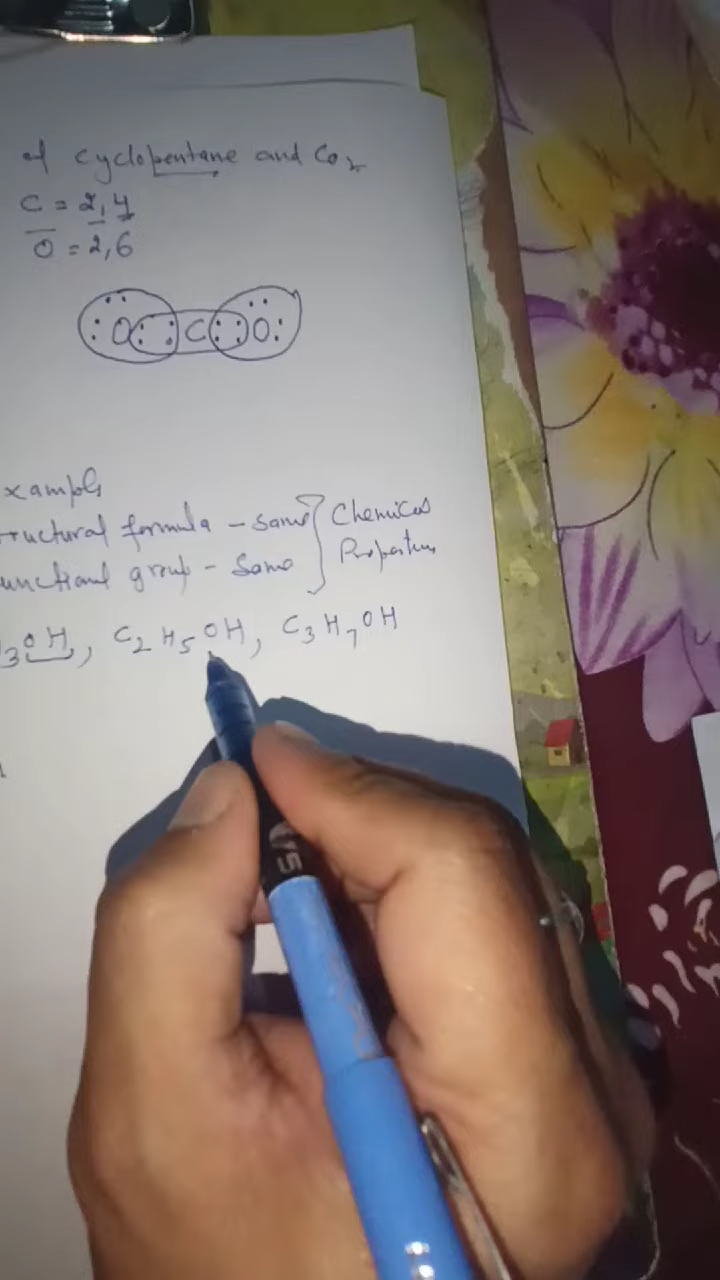 of cyclopentane and CO₂
C = 2,4
O = 2,6
O C O
xample
ructural formula - same } Chemical
unctional group - Same Properties
₃OH, C₂H₅OH, C₃H₇OH
V5